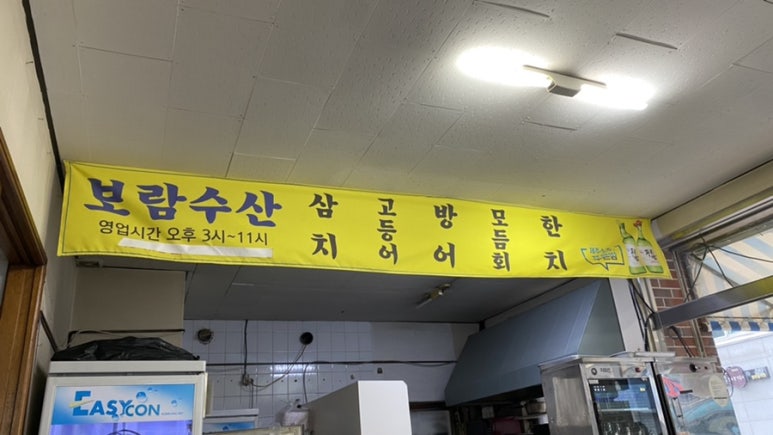 보람수산
영업시간 오후 3시~11시
삼치
고등어
방어
모듬회
한치
EASYCON